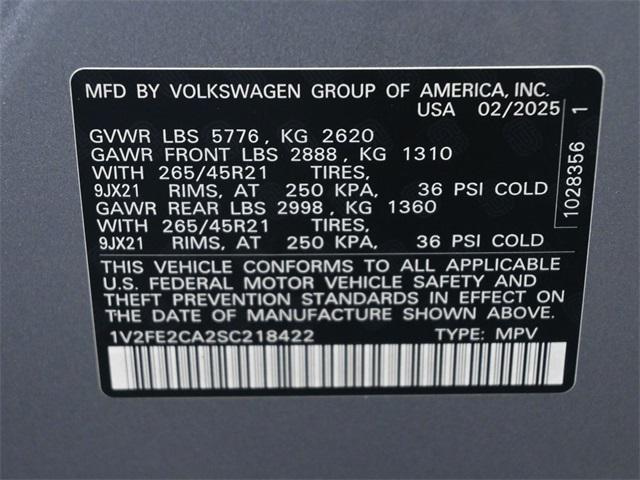 MFD BY VOLKSWAGEN GROUP OF AMERICA, INC.
USA 02/2025
GVWR LBS 5776, KG 2620
GAWR FRONT LBS 2888, KG 1310
WITH 265/45R21 TIRES,
9JX21 RIMS, AT 250 KPA, 36 PSI COLD
GAWR REAR LBS 2998, KG 1360
WITH 265/45R21 TIRES,
9JX21 RIMS, AT 250 KPA, 36 PSI COLD
THIS VEHICLE CONFORMS TO ALL APPLICABLE
U.S. FEDERAL MOTOR VEHICLE SAFETY AND
THEFT PREVENTION STANDARDS IN EFFECT ON
THE DATE OF MANUFACTURE SHOWN ABOVE.
1V2FE2CA2SC218422 TYPE: MPV
1028356 1